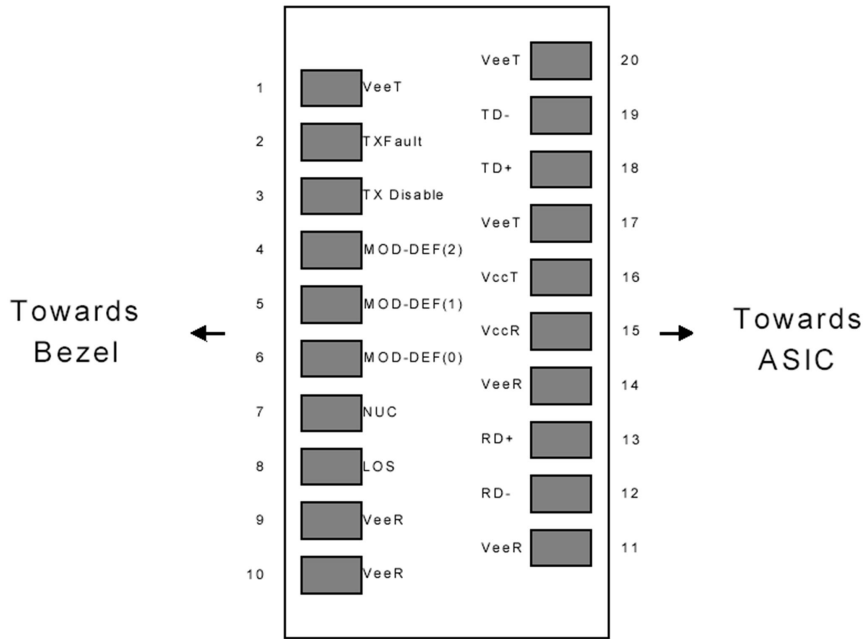 VeeT 20
1 VeeT
TD- 19
2 TXFault
TD+ 18
3 TX Disable
VeeT 17
4 MOD-DEF(2)
VccT 16
5 MOD-DEF(1)
Towards
Bezel
VccR 15
Towards
ASIC
6 MOD-DEF(0)
VeeR 14
7 NUC
RD+ 13
8 LOS
RD- 12
9 VeeR
VeeR 11
10 VeeR